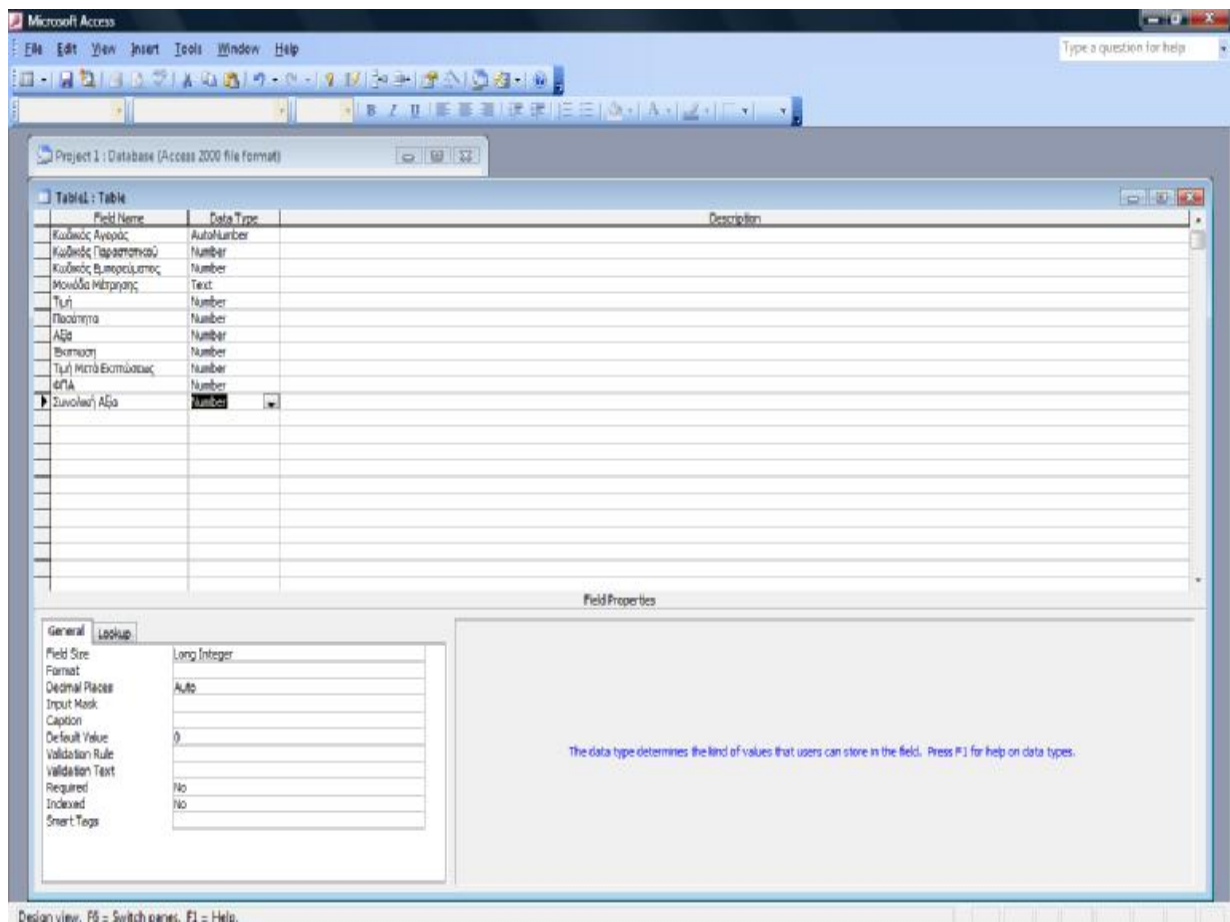 Microsoft Access
File Edit View Insert Tools Window Help
Type a question for help
B I U
A
Project 1 : Database (Access 2000 file format)
Table1 : Table
Field Name Data Type Description
Κωδικός Αγοράς AutoNumber
Κωδικός Παραστατικού Number
Κωδικός Εμπορεύματος Number
Μονάδα Μέτρησης Text
Τιμή Number
Ποσότητα Number
Αξία Number
Έκπτωση Number
Τιμή Μετά Εκπτώσεως Number
ΦΠΑ Number
Συνολική Αξία Number
Field Properties
General Lookup
Field Size Long Integer
Format
Decimal Places Auto
Input Mask
Caption
Default Value 0
Validation Rule
Validation Text
Required No
Indexed No
Smart Tags
The data type determines the kind of values that users can store in the field. Press F1 for help on data types.
Design view. F6 = Switch panes. F1 = Help.